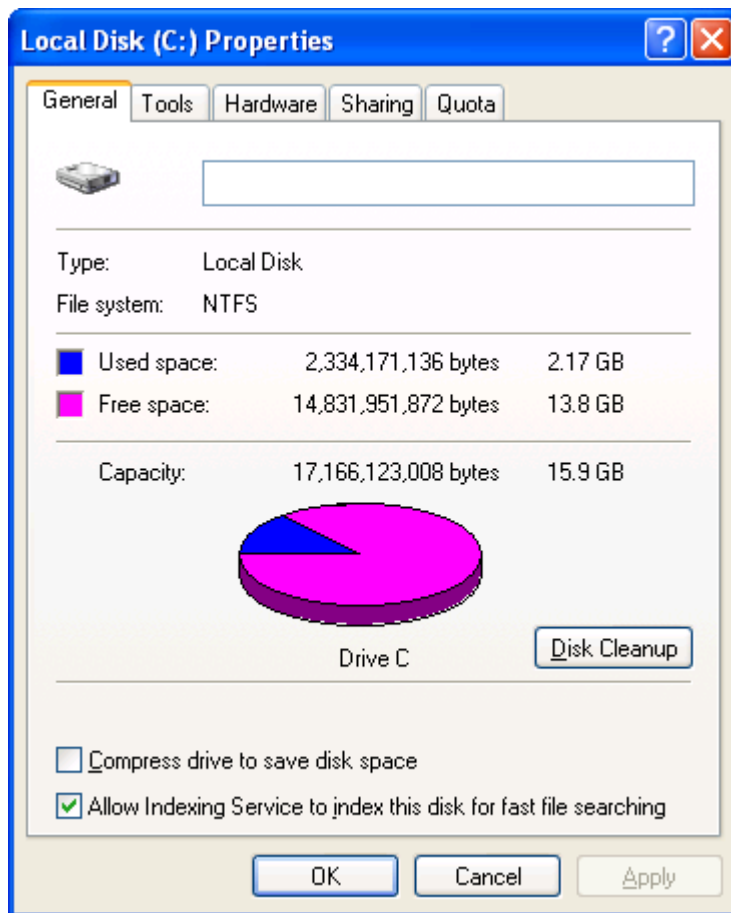 Local Disk (C:) Properties
General Tools Hardware Sharing Quota
Type: Local Disk
File system: NTFS
Used space: 2,334,171,136 bytes 2.17 GB
Free space: 14,831,951,872 bytes 13.8 GB
Capacity: 17,166,123,008 bytes 15.9 GB
Drive C
Disk Cleanup
Compress drive to save disk space
Allow Indexing Service to index this disk for fast file searching
OK Cancel Apply